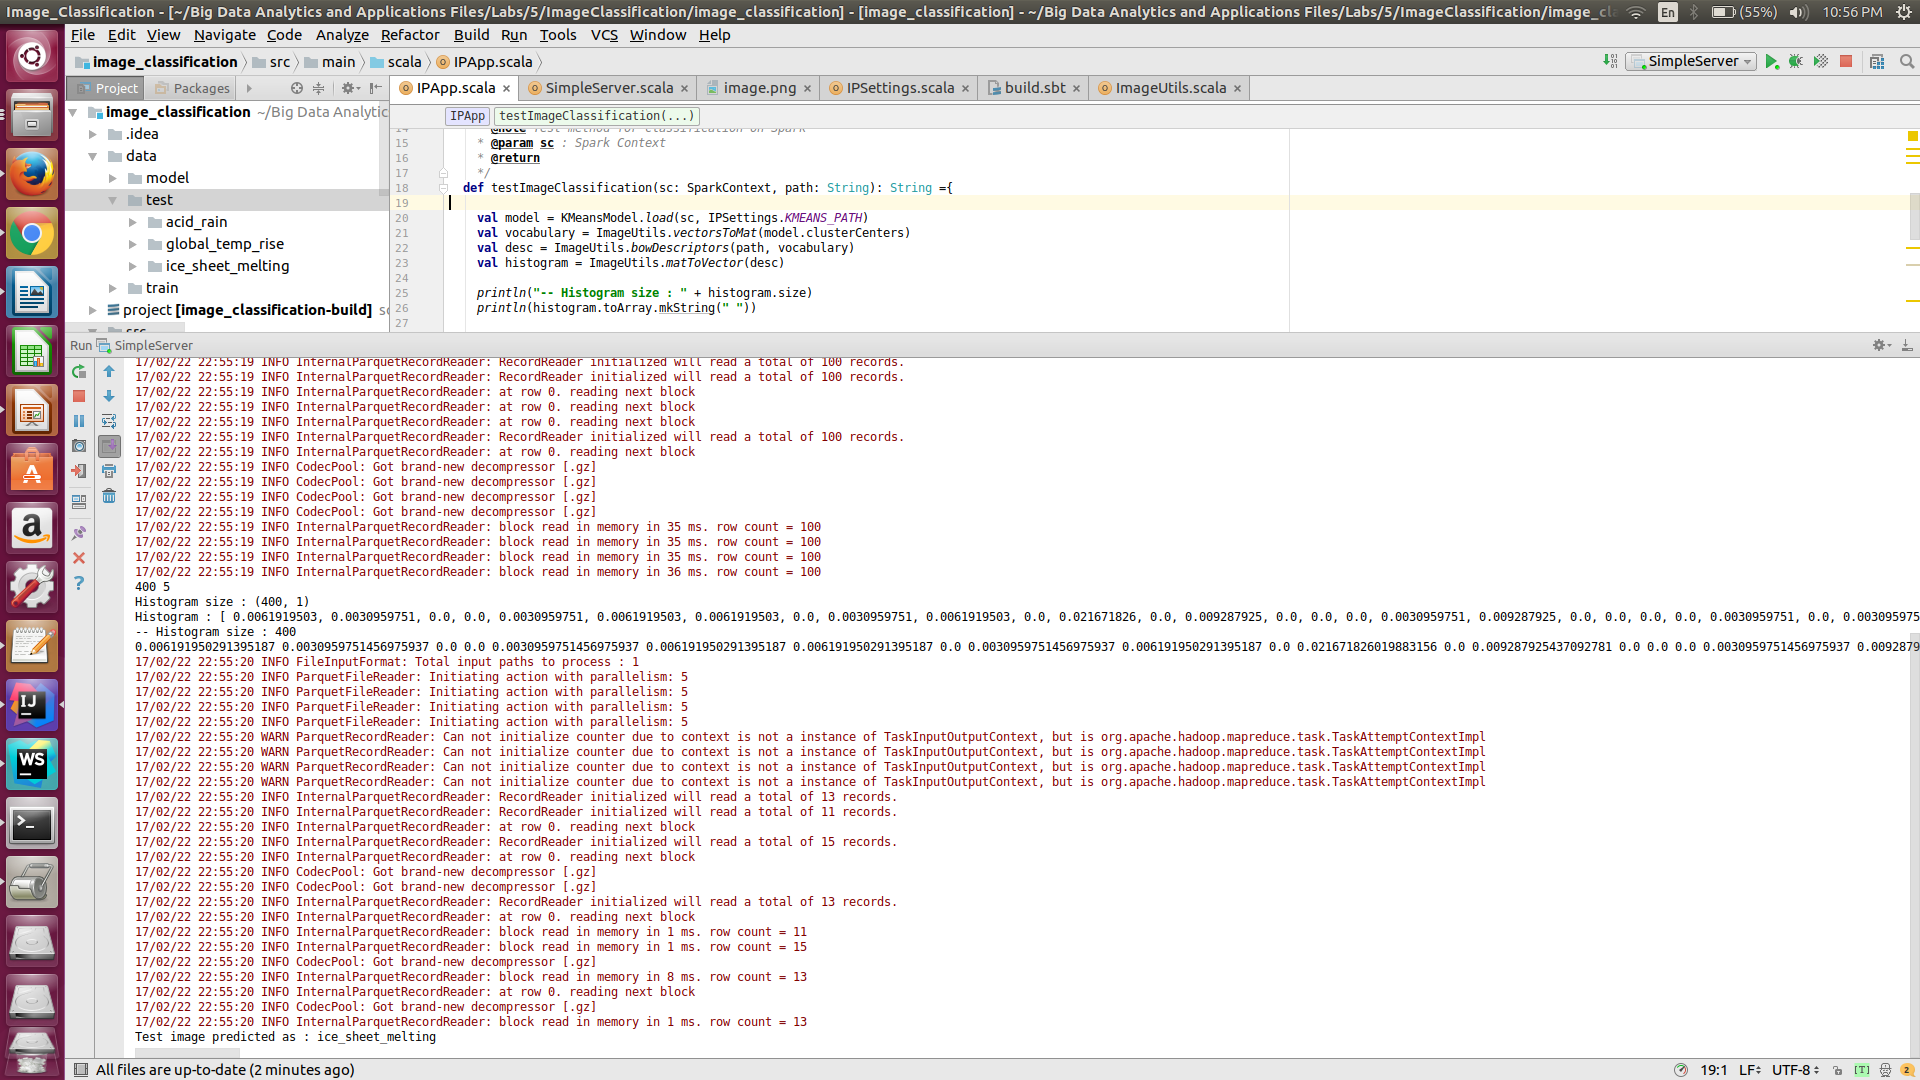 Image_Classification - [~/Big Data Analytics and Applications Files/Labs/5/ImageClassification/image_classification] - [image_classification] - ~/Big Data Analytics and Applications Files/Labs/5/ImageClassification/image_cl
En (55%) 10:56 PM
File Edit View Navigate Code Analyze Refactor Build Run Tools VCS Window Help
image_classification src main scala IPApp.scala SimpleServer
Project Packages IPApp.scala SimpleServer.scala image.png IPSettings.scala build.sbt ImageUtils.scala
image_classification ~/Big Data Analytic
.idea
data
model
test
acid_rain
global_temp_rise
ice_sheet_melting
train
project [image_classification-build]
src
IPApp testImageClassification(...)
14 * @note Test method for classification on Spark
15 * @param sc : Spark Context
16 * @return
17 */
18 def testImageClassification(sc: SparkContext, path: String): String ={
19
20 val model = KMeansModel.load(sc, IPSettings.KMEANS_PATH)
21 val vocabulary = ImageUtils.vectorsToMat(model.clusterCenters)
22 val desc = ImageUtils.bowDescriptors(path, vocabulary)
23 val histogram = ImageUtils.matToVector(desc)
24
25 println("-- Histogram size : " + histogram.size)
26 println(histogram.toArray.mkString(" "))
27
Run SimpleServer
17/02/22 22:55:19 INFO InternalParquetRecordReader: RecordReader initialized will read a total of 100 records.
17/02/22 22:55:19 INFO InternalParquetRecordReader: RecordReader initialized will read a total of 100 records.
17/02/22 22:55:19 INFO InternalParquetRecordReader: at row 0. reading next block
17/02/22 22:55:19 INFO InternalParquetRecordReader: at row 0. reading next block
17/02/22 22:55:19 INFO InternalParquetRecordReader: at row 0. reading next block
17/02/22 22:55:19 INFO InternalParquetRecordReader: RecordReader initialized will read a total of 100 records.
17/02/22 22:55:19 INFO InternalParquetRecordReader: at row 0. reading next block
17/02/22 22:55:19 INFO CodecPool: Got brand-new decompressor [.gz]
17/02/22 22:55:19 INFO CodecPool: Got brand-new decompressor [.gz]
17/02/22 22:55:19 INFO CodecPool: Got brand-new decompressor [.gz]
17/02/22 22:55:19 INFO CodecPool: Got brand-new decompressor [.gz]
17/02/22 22:55:19 INFO InternalParquetRecordReader: block read in memory in 35 ms. row count = 100
17/02/22 22:55:19 INFO InternalParquetRecordReader: block read in memory in 35 ms. row count = 100
17/02/22 22:55:19 INFO InternalParquetRecordReader: block read in memory in 35 ms. row count = 100
17/02/22 22:55:19 INFO InternalParquetRecordReader: block read in memory in 36 ms. row count = 100
400 5
Histogram size : (400, 1)
Histogram : [ 0.0061919503, 0.0030959751, 0.0, 0.0, 0.0030959751, 0.0061919503, 0.0061919503, 0.0, 0.0030959751, 0.0061919503, 0.0, 0.021671826, 0.0, 0.009287925, 0.0, 0.0, 0.0, 0.0030959751, 0.009287925, 0.0, 0.0, 0.0, 0.0, 0.0030959751, 0.0, 0.003095975
-- Histogram size : 400
0.006191950291395187 0.0030959751456975937 0.0 0.0 0.0030959751456975937 0.006191950291395187 0.006191950291395187 0.0 0.0030959751456975937 0.006191950291395187 0.0 0.021671826019883156 0.0 0.009287925437092781 0.0 0.0 0.0 0.0030959751456975937 0.0092879
17/02/22 22:55:20 INFO FileInputFormat: Total input paths to process : 1
17/02/22 22:55:20 INFO ParquetFileReader: Initiating action with parallelism: 5
17/02/22 22:55:20 INFO ParquetFileReader: Initiating action with parallelism: 5
17/02/22 22:55:20 INFO ParquetFileReader: Initiating action with parallelism: 5
17/02/22 22:55:20 INFO ParquetFileReader: Initiating action with parallelism: 5
17/02/22 22:55:20 WARN ParquetRecordReader: Can not initialize counter due to context is not a instance of TaskInputOutputContext, but is org.apache.hadoop.mapreduce.task.TaskAttemptContextImpl
17/02/22 22:55:20 WARN ParquetRecordReader: Can not initialize counter due to context is not a instance of TaskInputOutputContext, but is org.apache.hadoop.mapreduce.task.TaskAttemptContextImpl
17/02/22 22:55:20 WARN ParquetRecordReader: Can not initialize counter due to context is not a instance of TaskInputOutputContext, but is org.apache.hadoop.mapreduce.task.TaskAttemptContextImpl
17/02/22 22:55:20 WARN ParquetRecordReader: Can not initialize counter due to context is not a instance of TaskInputOutputContext, but is org.apache.hadoop.mapreduce.task.TaskAttemptContextImpl
17/02/22 22:55:20 INFO InternalParquetRecordReader: RecordReader initialized will read a total of 13 records.
17/02/22 22:55:20 INFO InternalParquetRecordReader: RecordReader initialized will read a total of 11 records.
17/02/22 22:55:20 INFO InternalParquetRecordReader: at row 0. reading next block
17/02/22 22:55:20 INFO InternalParquetRecordReader: RecordReader initialized will read a total of 15 records.
17/02/22 22:55:20 INFO InternalParquetRecordReader: at row 0. reading next block
17/02/22 22:55:20 INFO CodecPool: Got brand-new decompressor [.gz]
17/02/22 22:55:20 INFO CodecPool: Got brand-new decompressor [.gz]
17/02/22 22:55:20 INFO InternalParquetRecordReader: RecordReader initialized will read a total of 13 records.
17/02/22 22:55:20 INFO InternalParquetRecordReader: at row 0. reading next block
17/02/22 22:55:20 INFO InternalParquetRecordReader: block read in memory in 1 ms. row count = 11
17/02/22 22:55:20 INFO InternalParquetRecordReader: block read in memory in 1 ms. row count = 15
17/02/22 22:55:20 INFO CodecPool: Got brand-new decompressor [.gz]
17/02/22 22:55:20 INFO InternalParquetRecordReader: block read in memory in 8 ms. row count = 13
17/02/22 22:55:20 INFO InternalParquetRecordReader: at row 0. reading next block
17/02/22 22:55:20 INFO CodecPool: Got brand-new decompressor [.gz]
17/02/22 22:55:20 INFO InternalParquetRecordReader: block read in memory in 1 ms. row count = 13
Test image predicted as : ice_sheet_melting
All files are up-to-date (2 minutes ago) 19:1 LF UTF-8 [T] 2